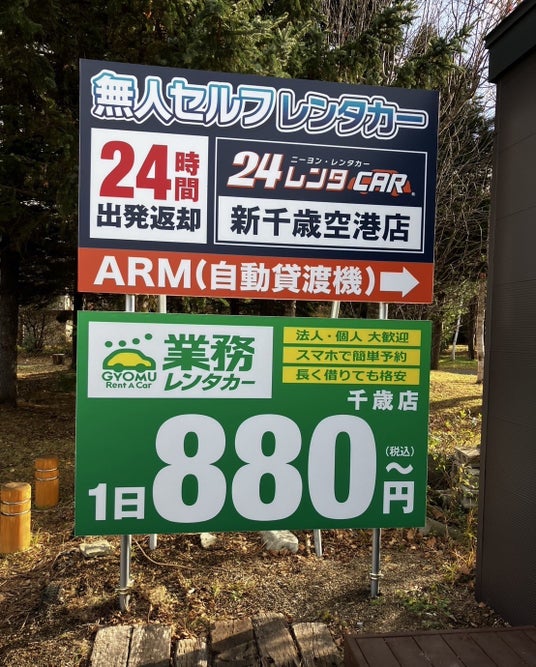 無人セルフレンタカー
24時間
出発返却
ニーヨン・レンタカー
24レンタCAR®
新千歳空港店
ARM(自動貸渡機)→
GYOMU
Rent A Car
業務
レンタカー
法人・個人 大歓迎
スマホで簡単予約
長く借りても格安
千歳店
1日880円~(税込)